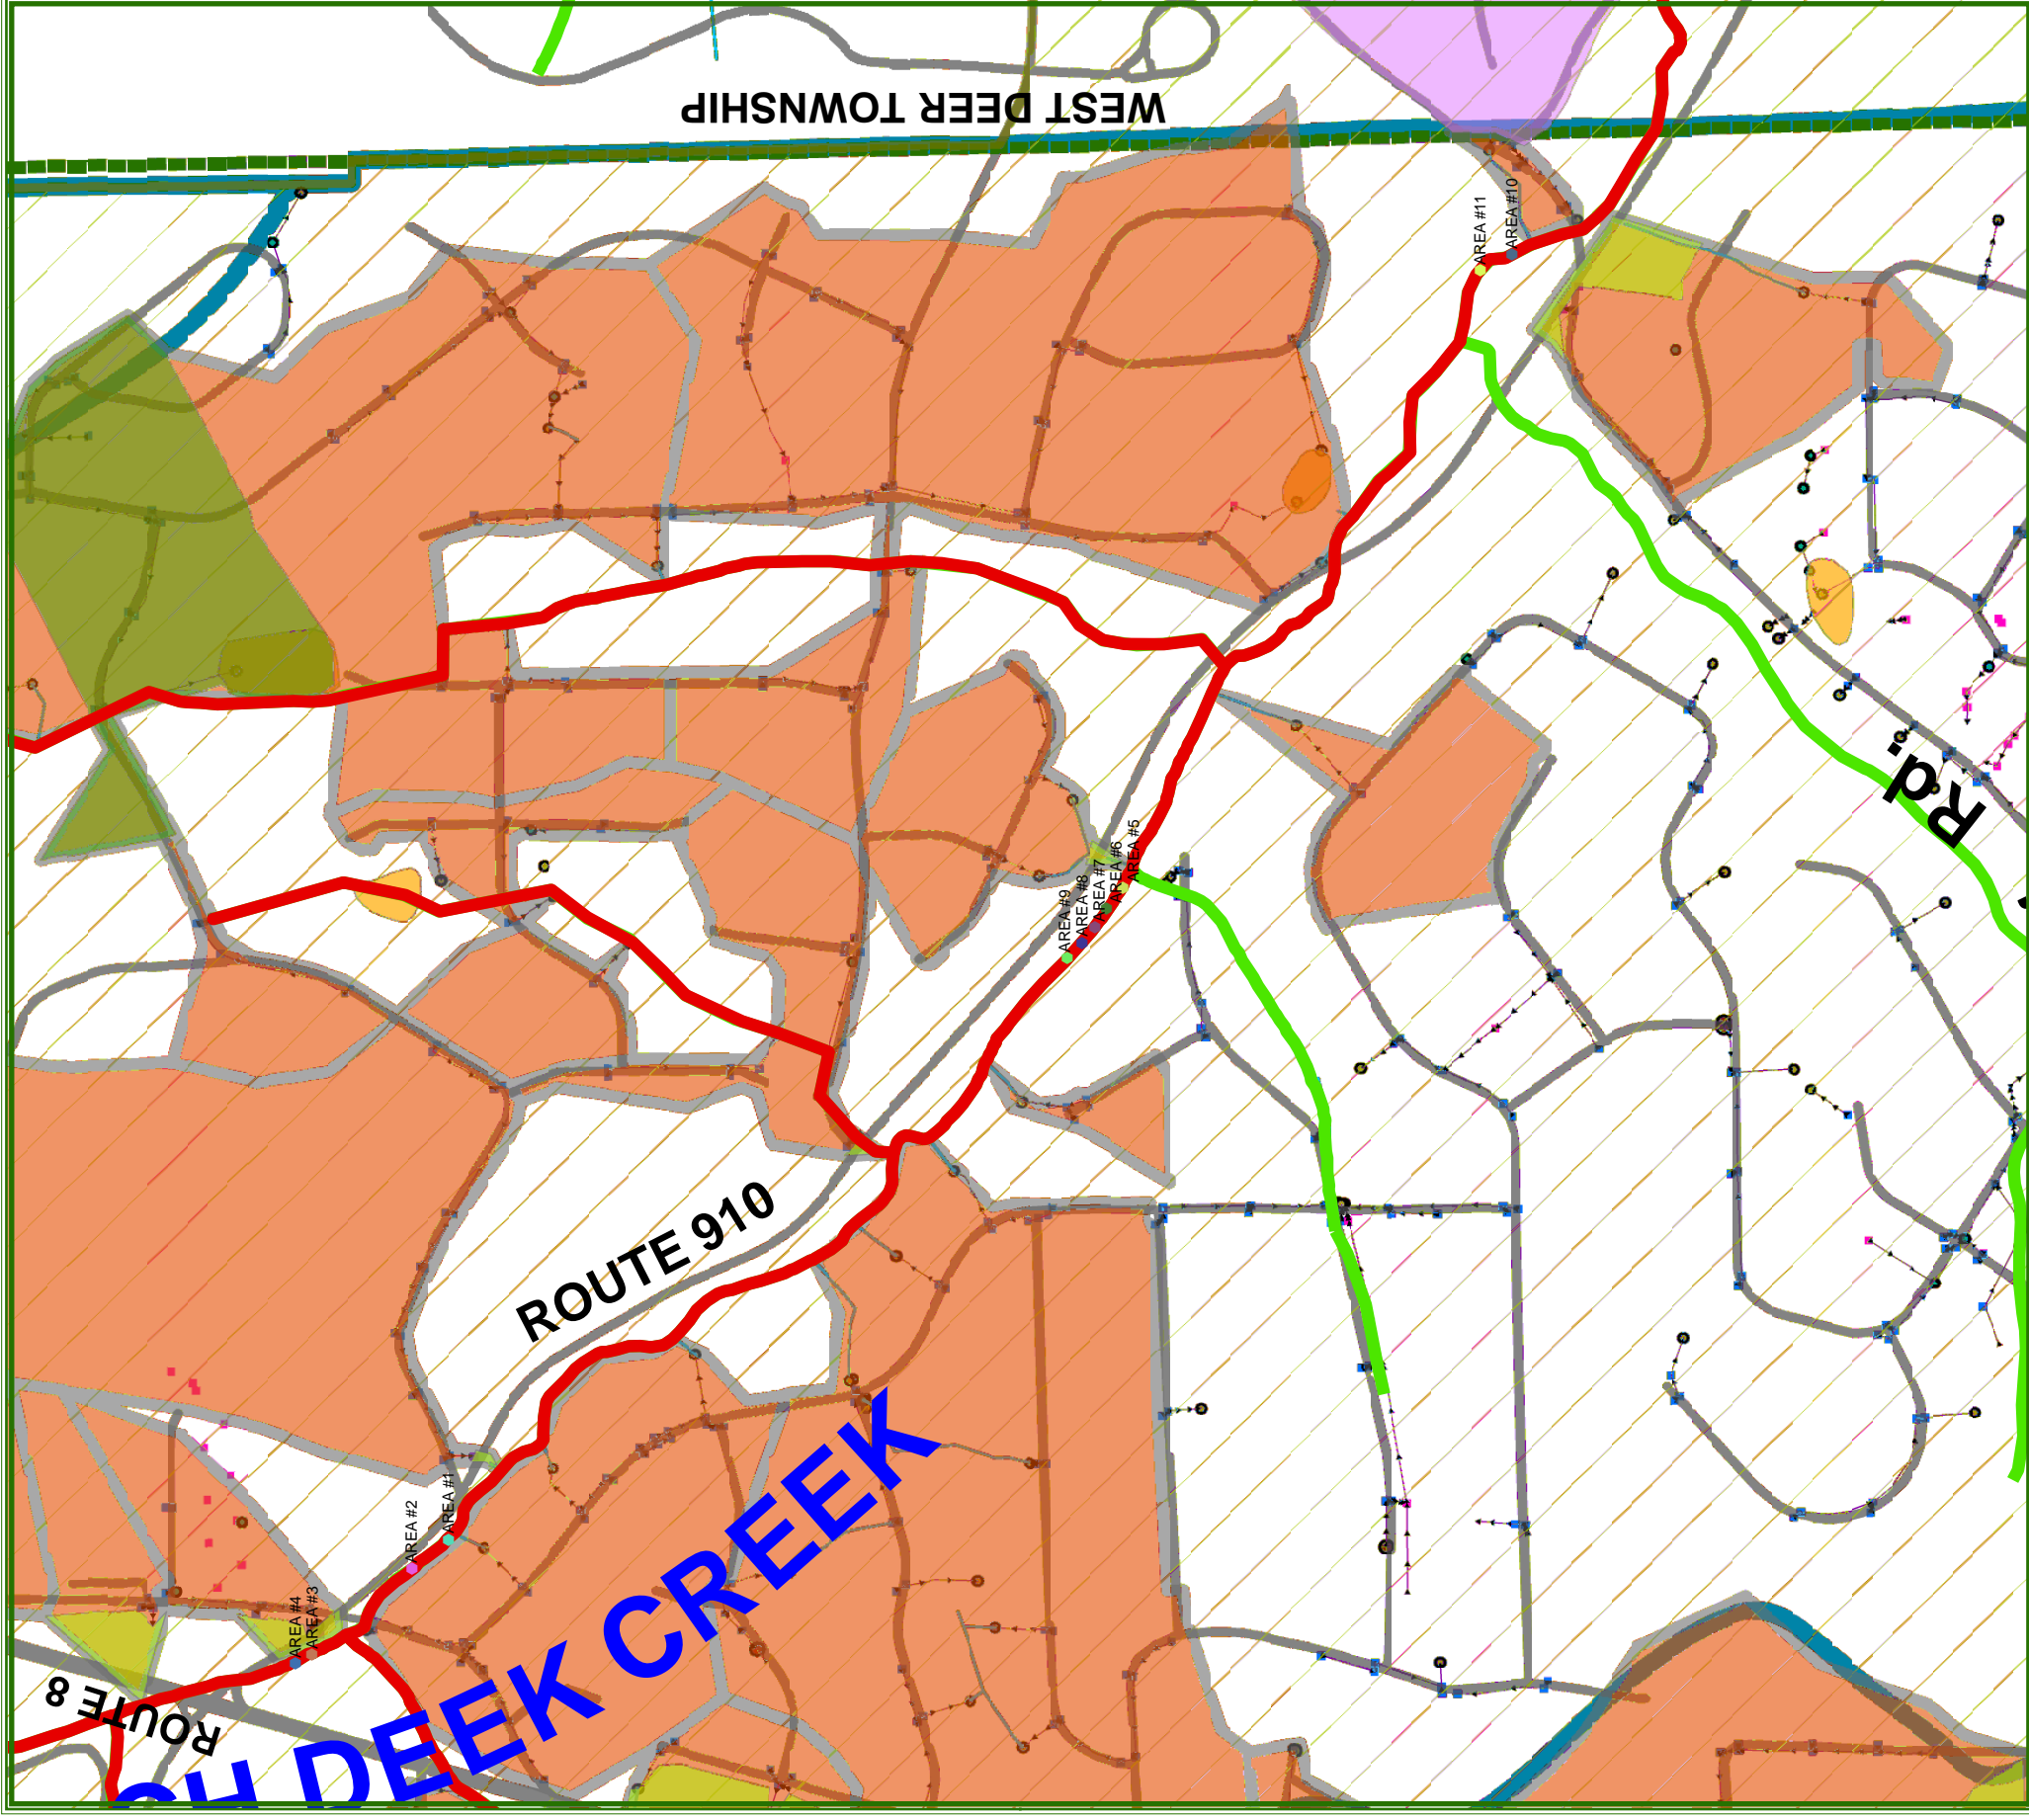 WEST DEER TOWNSHIP
AREA #11
AREA #10
Rd.
AREA #5
AREA #6
AREA #7
AREA #8
AREA #9
ROUTE 910
AREA #1
AREA #2
AREA #3
AREA #4
ROUTE 8
CH DEEK CREEK